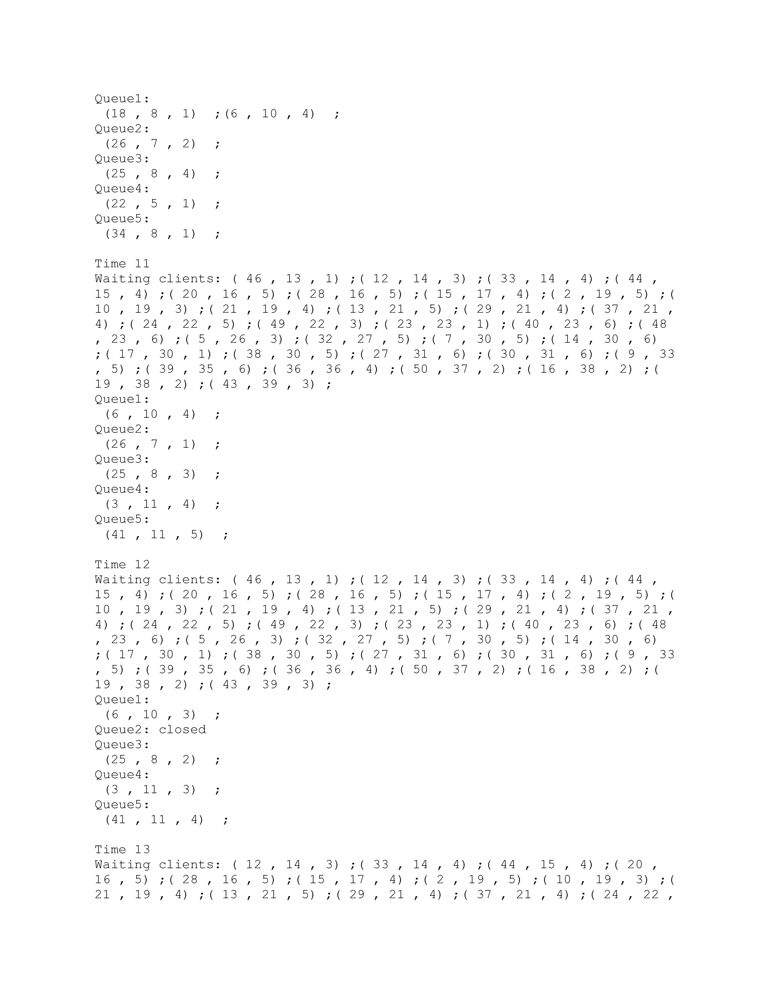 Queue1:
 (18 , 8 , 1)  ;(6 , 10 , 4)  ;
Queue2:
 (26 , 7 , 2)  ;
Queue3:
 (25 , 8 , 4)  ;
Queue4:
 (22 , 5 , 1)  ;
Queue5:
 (34 , 8 , 1)  ;

Time 11
Waiting clients: ( 46 , 13 , 1) ;( 12 , 14 , 3) ;( 33 , 14 , 4) ;( 44 ,
15 , 4) ;( 20 , 16 , 5) ;( 28 , 16 , 5) ;( 15 , 17 , 4) ;( 2 , 19 , 5) ;(
10 , 19 , 3) ;( 21 , 19 , 4) ;( 13 , 21 , 5) ;( 29 , 21 , 4) ;( 37 , 21 ,
4) ;( 24 , 22 , 5) ;( 49 , 22 , 3) ;( 23 , 23 , 1) ;( 40 , 23 , 6) ;( 48
, 23 , 6) ;( 5 , 26 , 3) ;( 32 , 27 , 5) ;( 7 , 30 , 5) ;( 14 , 30 , 6)
;( 17 , 30 , 1) ;( 38 , 30 , 5) ;( 27 , 31 , 6) ;( 30 , 31 , 6) ;( 9 , 33
, 5) ;( 39 , 35 , 6) ;( 36 , 36 , 4) ;( 50 , 37 , 2) ;( 16 , 38 , 2) ;(
19 , 38 , 2) ;( 43 , 39 , 3) ;
Queue1:
 (6 , 10 , 4)  ;
Queue2:
 (26 , 7 , 1)  ;
Queue3:
 (25 , 8 , 3)  ;
Queue4:
 (3 , 11 , 4)  ;
Queue5:
 (41 , 11 , 5)  ;

Time 12
Waiting clients: ( 46 , 13 , 1) ;( 12 , 14 , 3) ;( 33 , 14 , 4) ;( 44 ,
15 , 4) ;( 20 , 16 , 5) ;( 28 , 16 , 5) ;( 15 , 17 , 4) ;( 2 , 19 , 5) ;(
10 , 19 , 3) ;( 21 , 19 , 4) ;( 13 , 21 , 5) ;( 29 , 21 , 4) ;( 37 , 21 ,
4) ;( 24 , 22 , 5) ;( 49 , 22 , 3) ;( 23 , 23 , 1) ;( 40 , 23 , 6) ;( 48
, 23 , 6) ;( 5 , 26 , 3) ;( 32 , 27 , 5) ;( 7 , 30 , 5) ;( 14 , 30 , 6)
;( 17 , 30 , 1) ;( 38 , 30 , 5) ;( 27 , 31 , 6) ;( 30 , 31 , 6) ;( 9 , 33
, 5) ;( 39 , 35 , 6) ;( 36 , 36 , 4) ;( 50 , 37 , 2) ;( 16 , 38 , 2) ;(
19 , 38 , 2) ;( 43 , 39 , 3) ;
Queue1:
 (6 , 10 , 3)  ;
Queue2: closed
Queue3:
 (25 , 8 , 2)  ;
Queue4:
 (3 , 11 , 3)  ;
Queue5:
 (41 , 11 , 4)  ;

Time 13
Waiting clients: ( 12 , 14 , 3) ;( 33 , 14 , 4) ;( 44 , 15 , 4) ;( 20 ,
16 , 5) ;( 28 , 16 , 5) ;( 15 , 17 , 4) ;( 2 , 19 , 5) ;( 10 , 19 , 3) ;(
21 , 19 , 4) ;( 13 , 21 , 5) ;( 29 , 21 , 4) ;( 37 , 21 , 4) ;( 24 , 22 ,